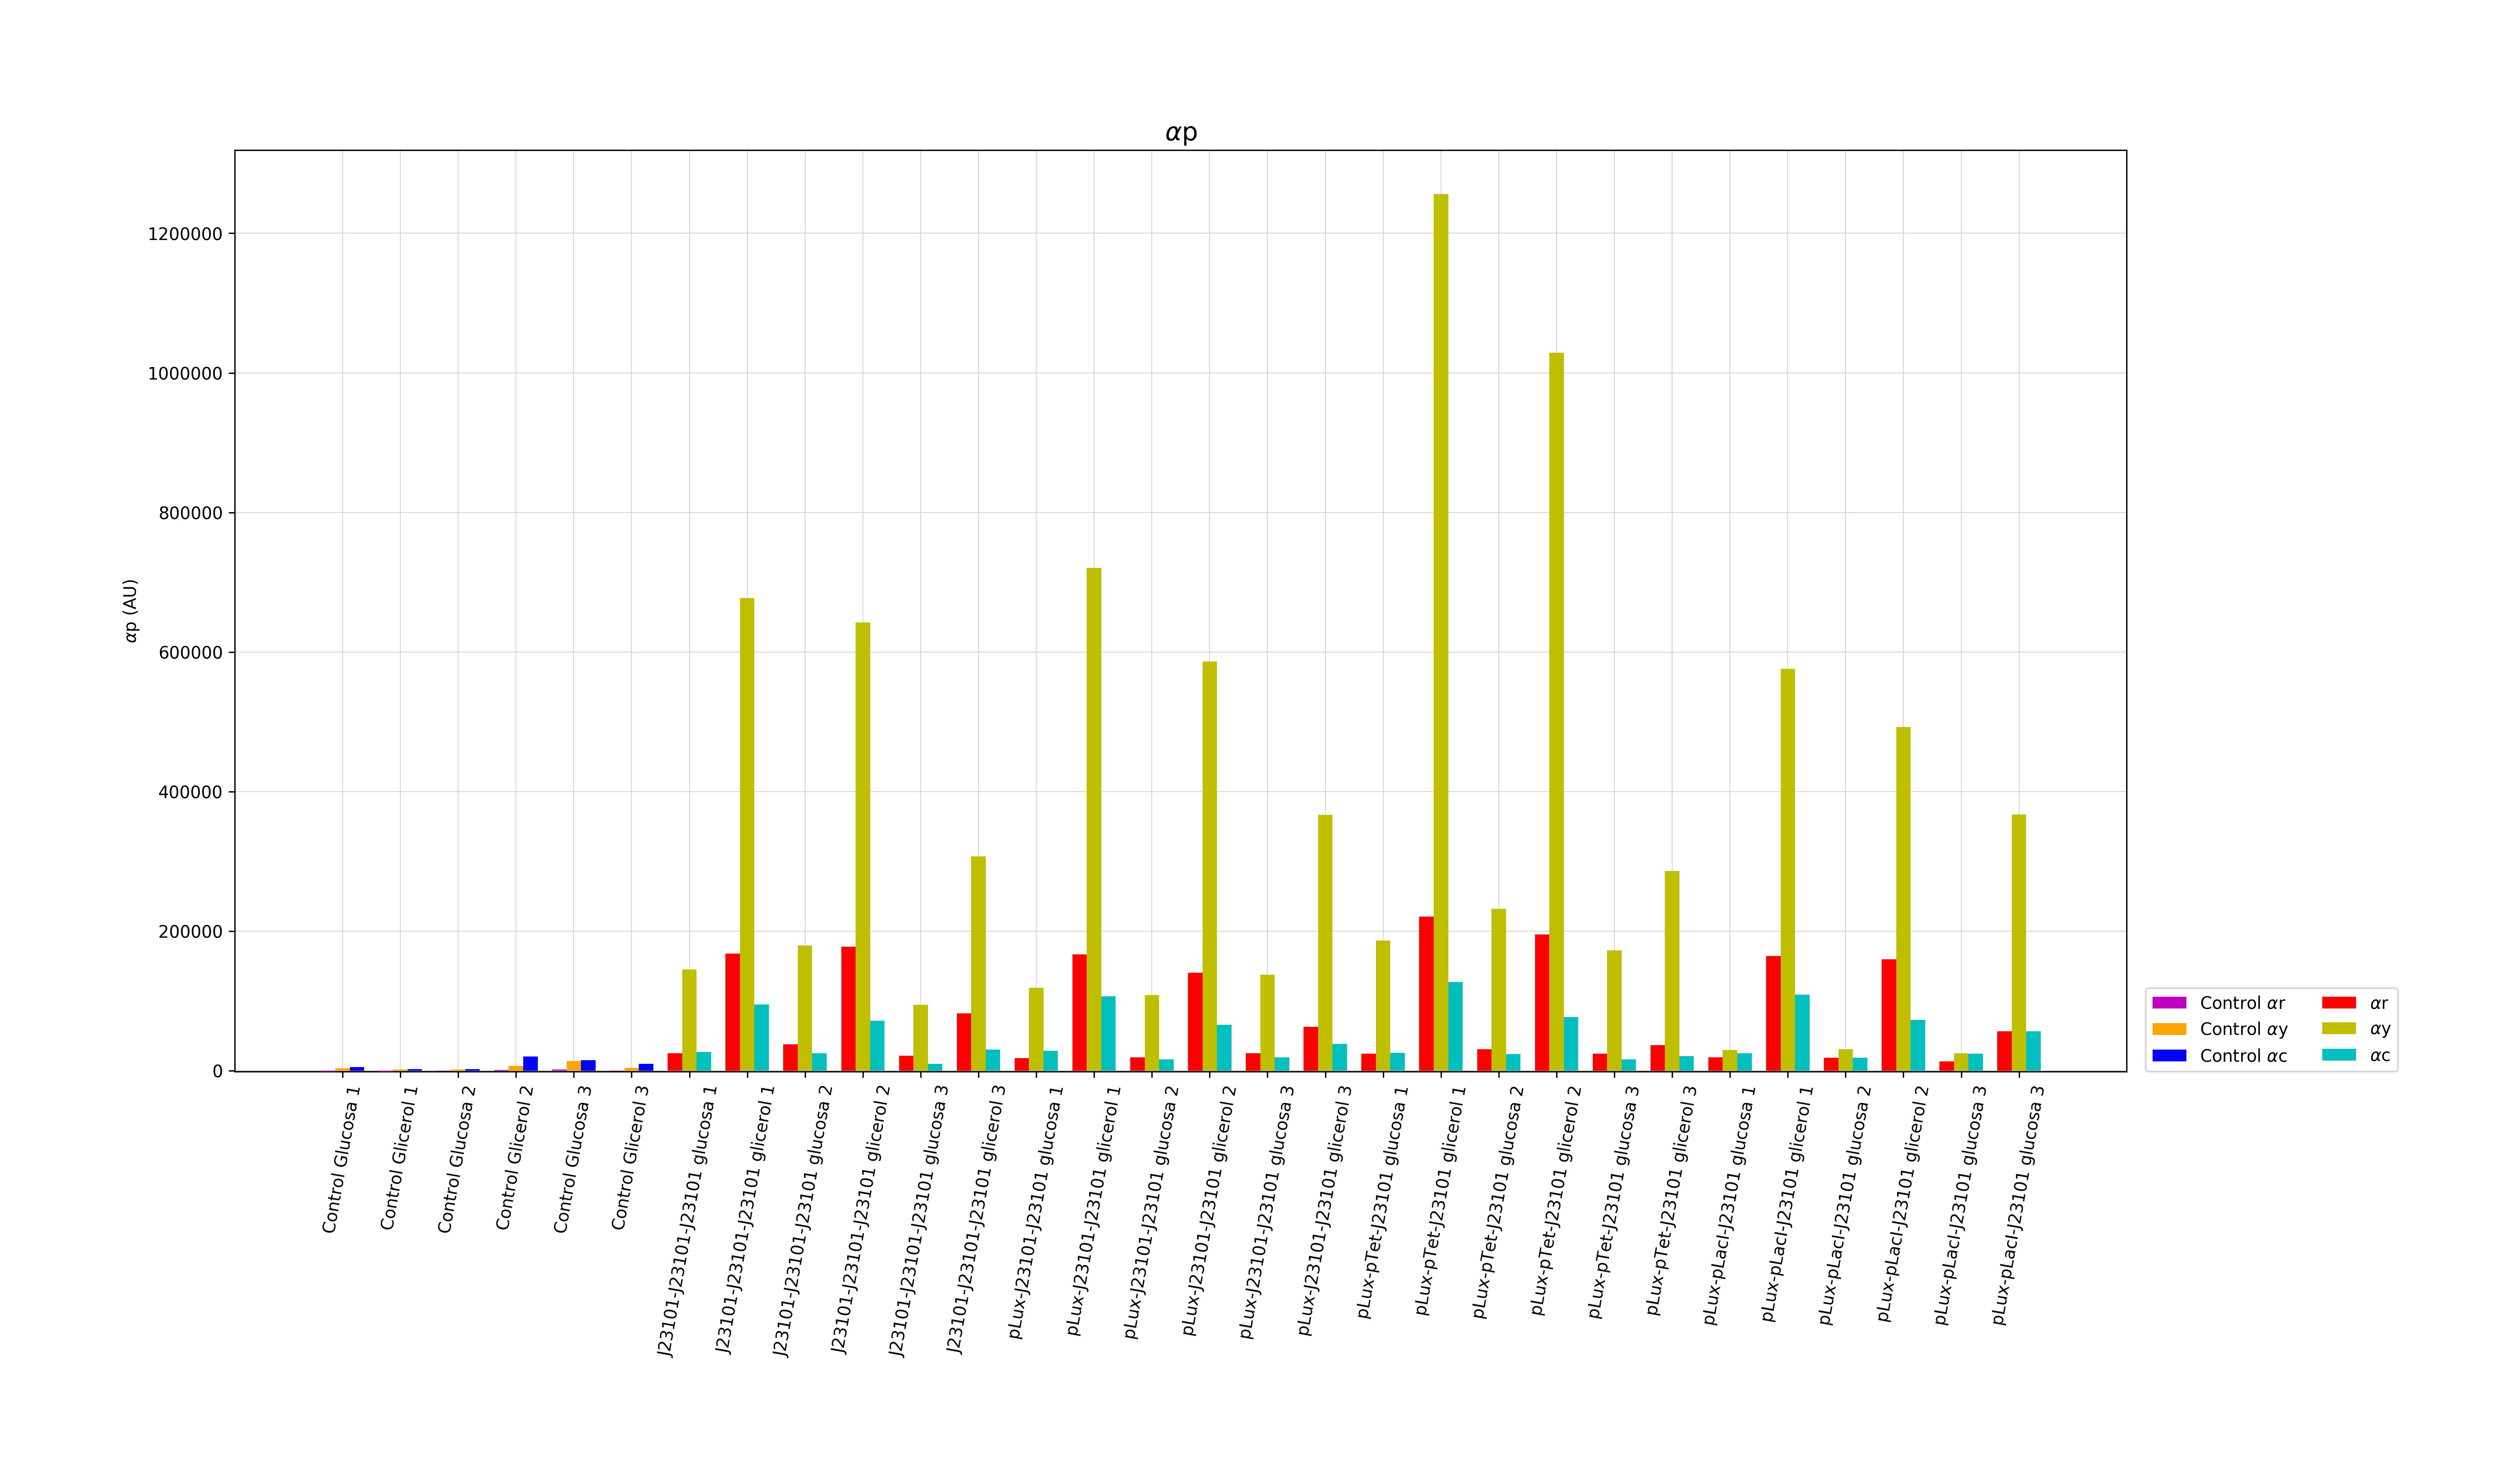 αp
1200000
1000000
800000
600000
400000
200000
0
αp (AU)
Control Glucosa 1
Control Glicerol 1
Control Glucosa 2
Control Glicerol 2
Control Glucosa 3
Control Glicerol 3
J23101-J23101-J23101 glucosa 1
J23101-J23101-J23101 glicerol 1
J23101-J23101-J23101 glucosa 2
J23101-J23101-J23101 glicerol 2
J23101-J23101-J23101 glucosa 3
J23101-J23101-J23101 glicerol 3
pLux-J23101-J23101 glucosa 1
pLux-J23101-J23101 glicerol 1
pLux-J23101-J23101 glucosa 2
pLux-J23101-J23101 glicerol 2
pLux-J23101-J23101 glucosa 3
pLux-J23101-J23101 glicerol 3
pLux-pTet-J23101 glucosa 1
pLux-pTet-J23101 glicerol 1
pLux-pTet-J23101 glucosa 2
pLux-pTet-J23101 glicerol 2
pLux-pTet-J23101 glucosa 3
pLux-pTet-J23101 glicerol 3
pLux-pLacI-J23101 glucosa 1
pLux-pLacI-J23101 glicerol 1
pLux-pLacI-J23101 glucosa 2
pLux-pLacI-J23101 glicerol 2
pLux-pLacI-J23101 glucosa 3
pLux-pLacI-J23101 glucosa 3
Control αr
Control αy
Control αc
αr
αy
αc